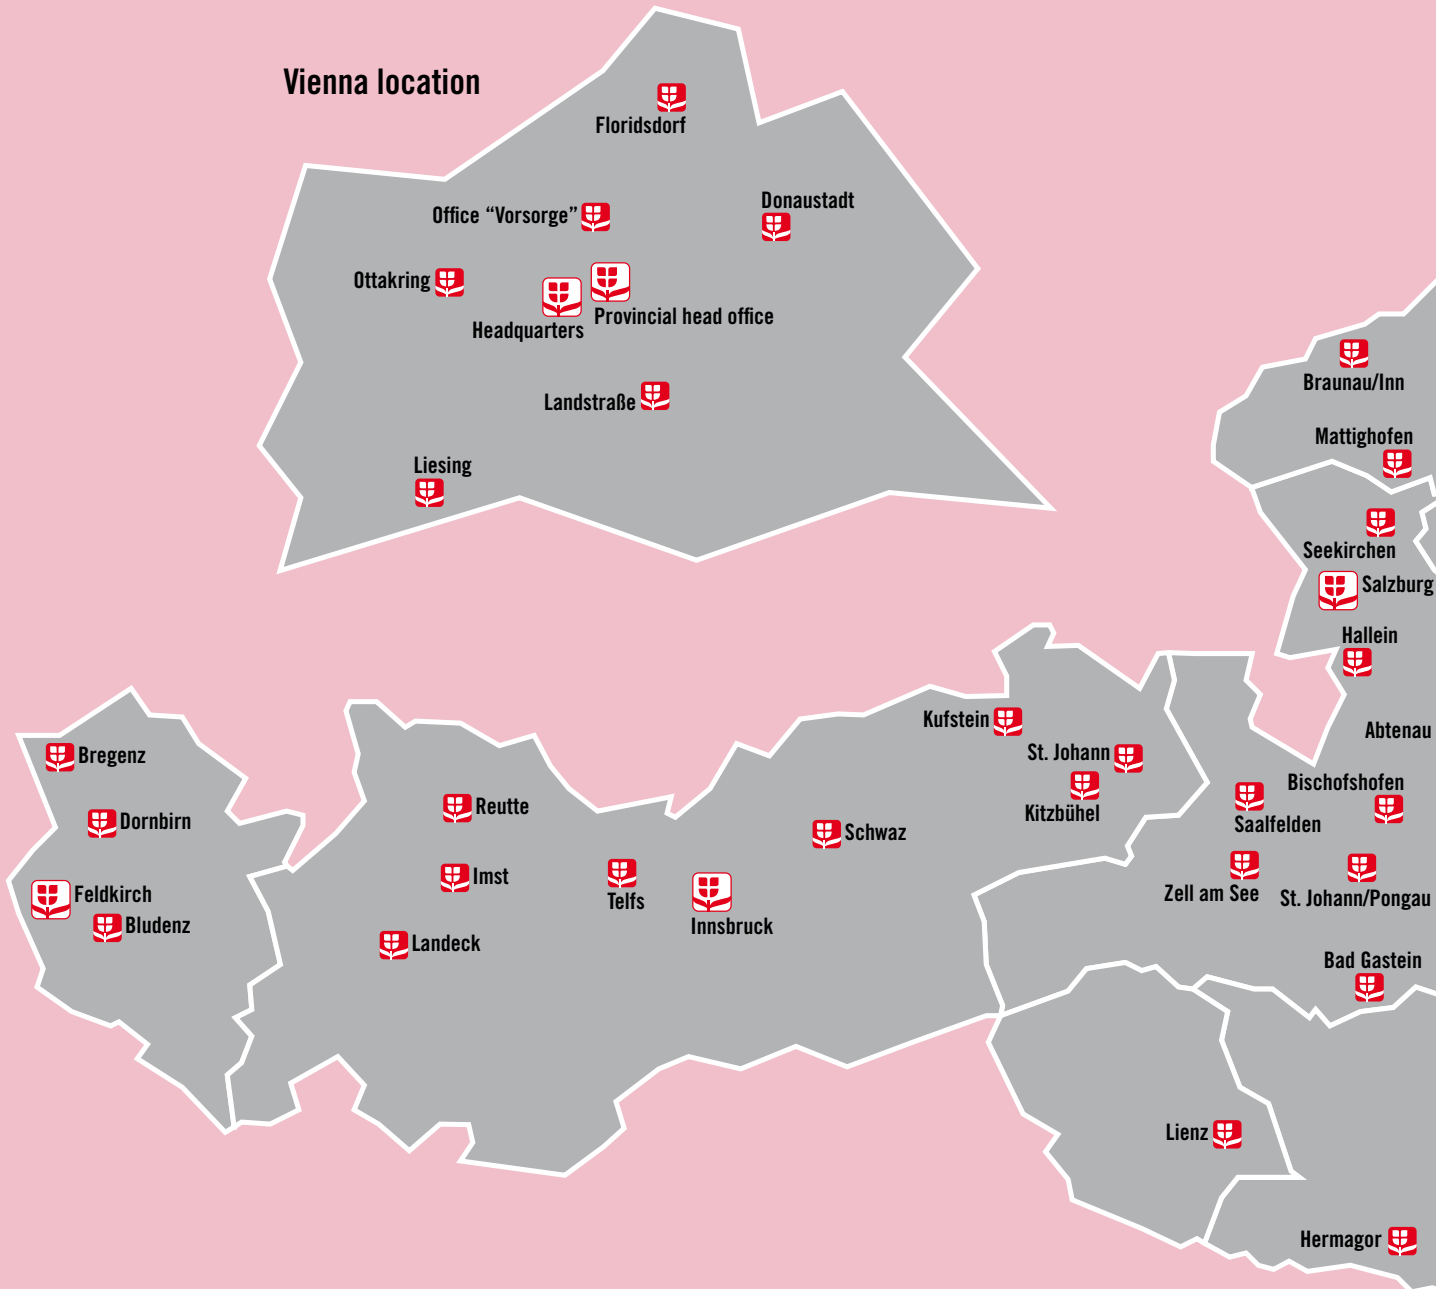 Vienna location
Floridsdorf
Donaustadt
Office “Vorsorge”
Ottakring
Provincial head office
Headquarters
Landstraße
Liesing
Braunau/Inn
Mattighofen
Seekirchen
Salzburg
Hallein
Abtenau
Kufstein
St. Johann
Kitzbühel
Bischofshofen
Saalfelden
Bregenz
Dornbirn
Reutte
Schwaz
Imst
Telfs
Feldkirch
Bludenz
Zell am See
St. Johann/Pongau
Innsbruck
Landeck
Bad Gastein
Lienz
Hermagor